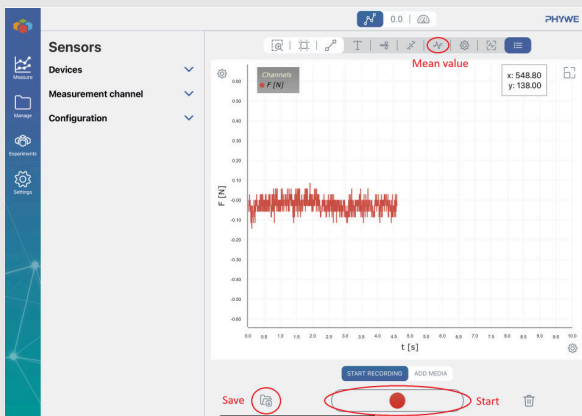 0.0
PHYWE
Sensors
T
Mean value
Measure
Devices
Measurement channel
Configuration
Manage
Experiments
Settings
Channels
F [N]
x: 548.80
y: 138.00
0.60
0.50
0.40
0.30
0.20
0.10
-0.00
-0.10
-0.20
-0.30
-0.40
-0.50
-0.60
F [N]
0.0 0.5 1.0 1.5 2.0 2.5 3.0 3.5 4.0 4.5 5.0 5.5 6.0 6.5 7.0 7.5 8.0 8.5 9.0 9.5 10.0
t [s]
START RECORDING ADD MEDIA
Save
Start